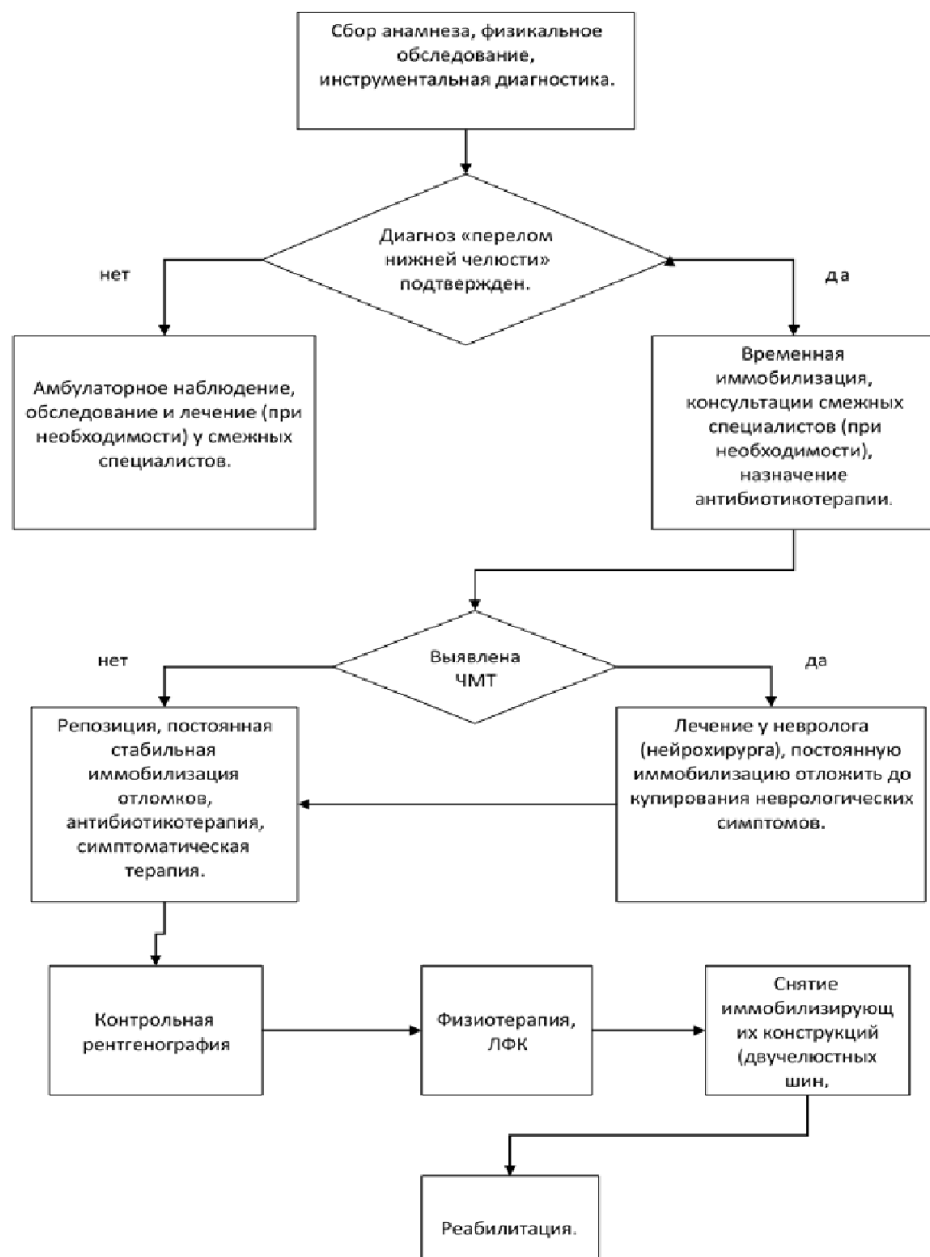 Сбор анамнеза, физикальное
обследование,
инструментальная диагностика.
Диагноз «перелом
нижней челюсти»
подтвержден.
нет
да
Амбулаторное наблюдение,
обследование и лечение (при
необходимости) у смежных
специалистов.
Временная
иммобилизация,
консультации смежных
специалистов (при
необходимости),
назначение
антибиотикотерапии.
Выявлена
ЧМТ
нет
да
Репозиция, постоянная
стабильная
иммобилизация
отломков,
антибиотикотерапия,
симптоматическая
терапия.
Лечение у невролога
(нейрохирурга), постоянную
иммобилизацию отложить до
купирования неврологических
симптомов.
Контрольная
рентгенография
Физиотерапия,
ЛФК
Снятие
иммобилизирующ
их конструкций
(двучелюстных
шин,
Реабилитация.